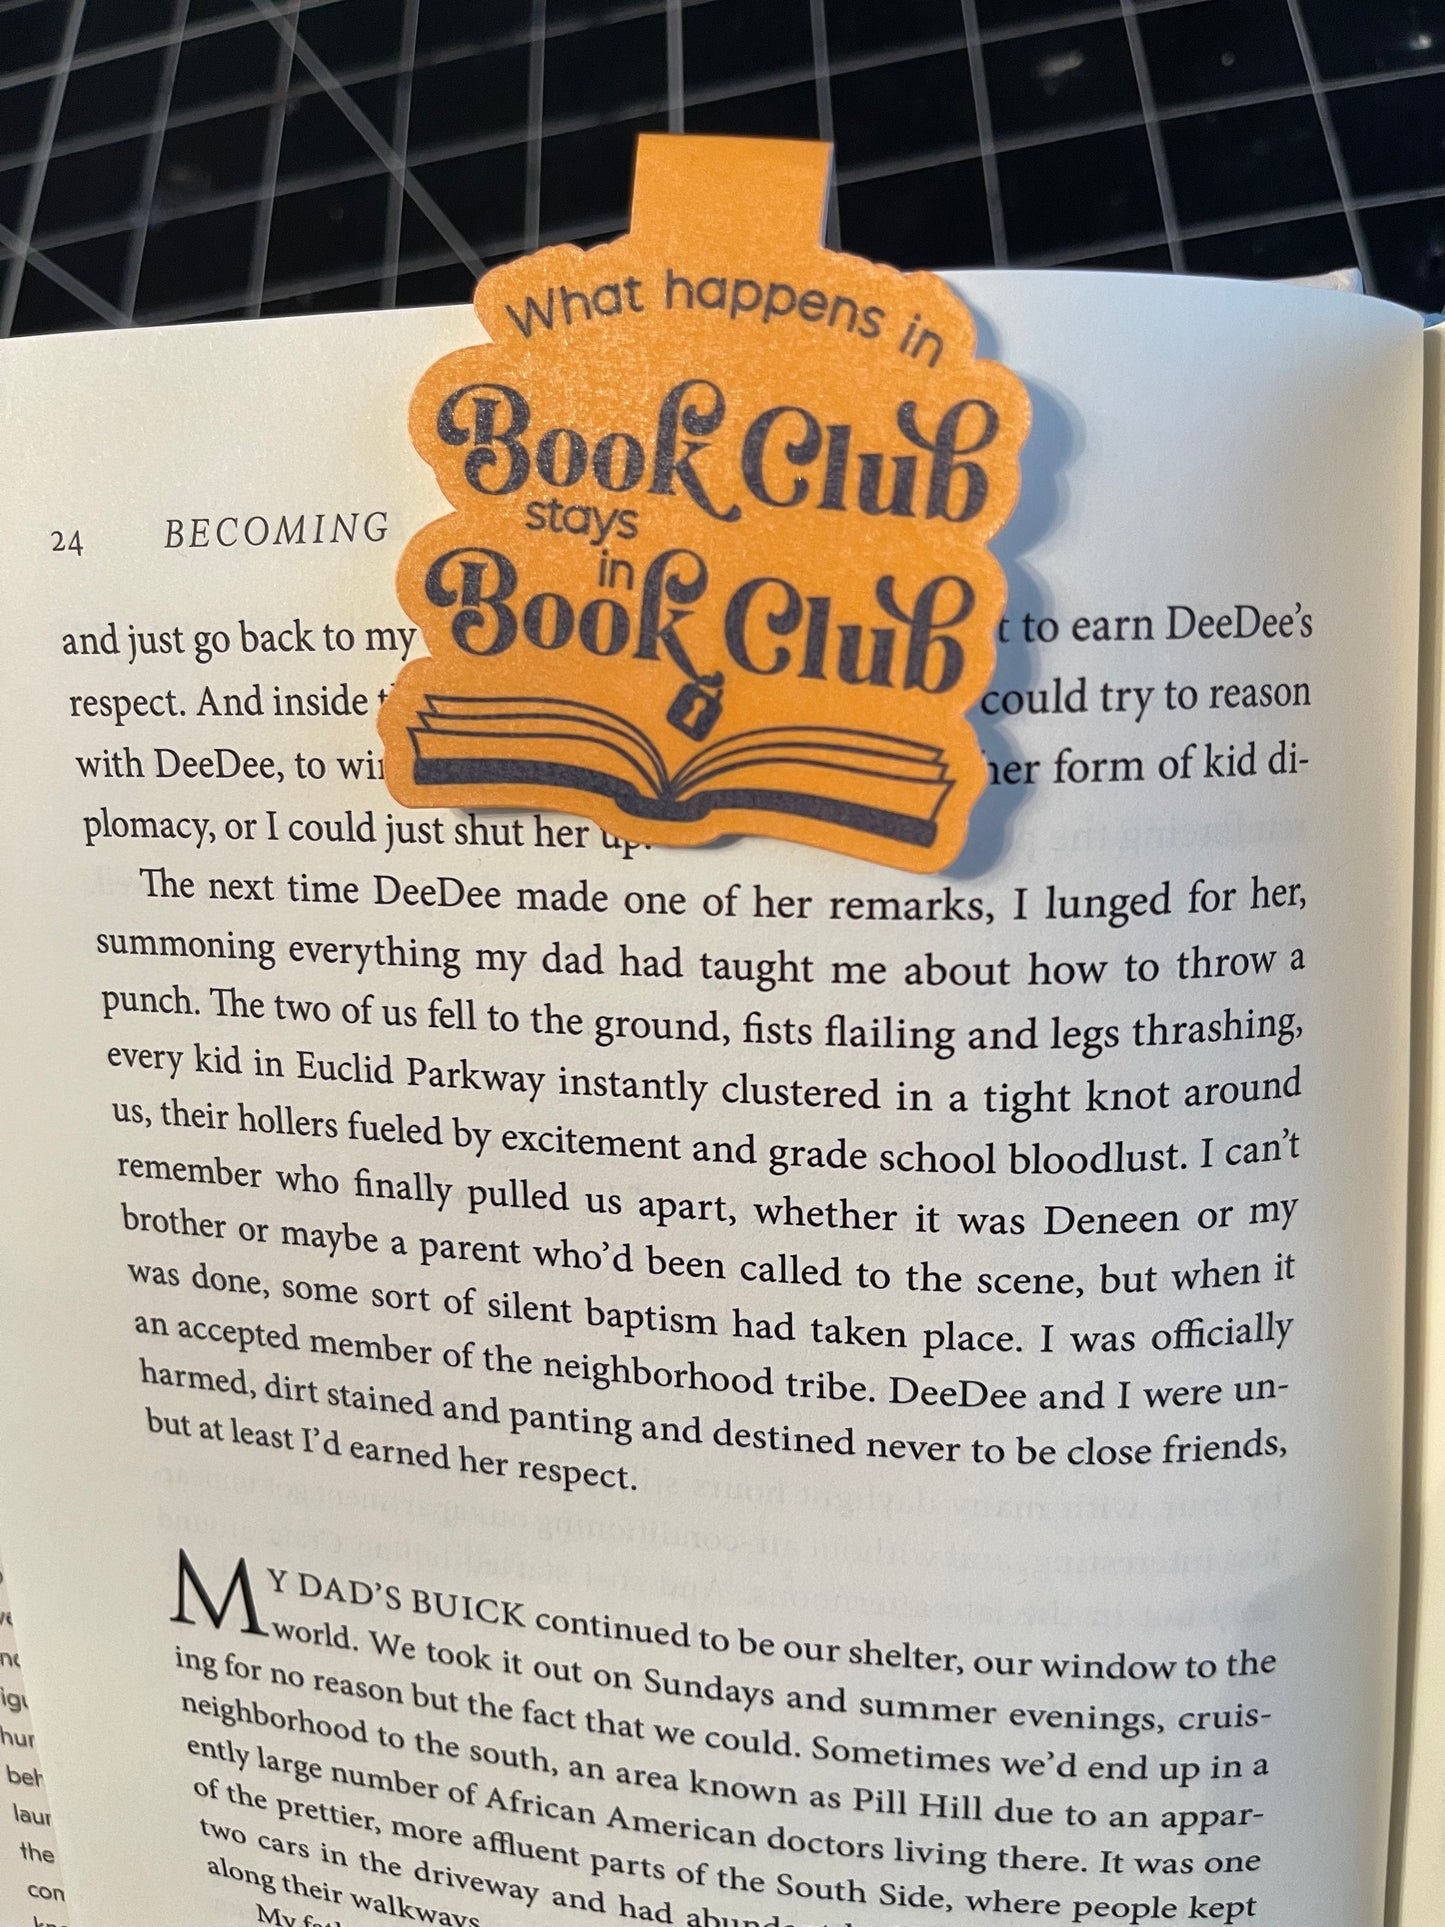 What happens in
Book Club
stays
in
Book Club
24 BECOMING
and just go back to my to earn DeeDee's
respect. And inside could try to reason
with DeeDee, to form of kid di-
plomacy, or I could just shut her up.
The next time DeeDee made one of her remarks, I lunged for her,
summoning everything my dad had taught me about how to throw a
punch. The two of us fell to the ground, fists flailing and legs thrashing,
every kid in Euclid Parkway instantly clustered in a tight knot around
us, their hollers fueled by excitement and grade school bloodlust. I can't
remember who finally pulled us apart, whether it was Deneen or my
brother or maybe a parent who'd been called to the scene, but when it
was done, some sort of silent baptism had taken place. I was officially
an accepted member of the neighborhood tribe. DeeDee and I were un-
harmed, dirt stained and panting and destined never to be close friends,
but at least I'd earned her respect.
MY DAD'S BUICK continued to be our shelter, our window to the
world. We took it out on Sundays and summer evenings, cruis-
ing for no reason but the fact that we could. Sometimes we'd end up in a
neighborhood to the south, an area known as Pill Hill due to an appar-
ently large number of African American doctors living there. It was one
of the prettier, more affluent parts of the South Side, where people kept
two cars in the driveway and had
along their walkways.
My
the